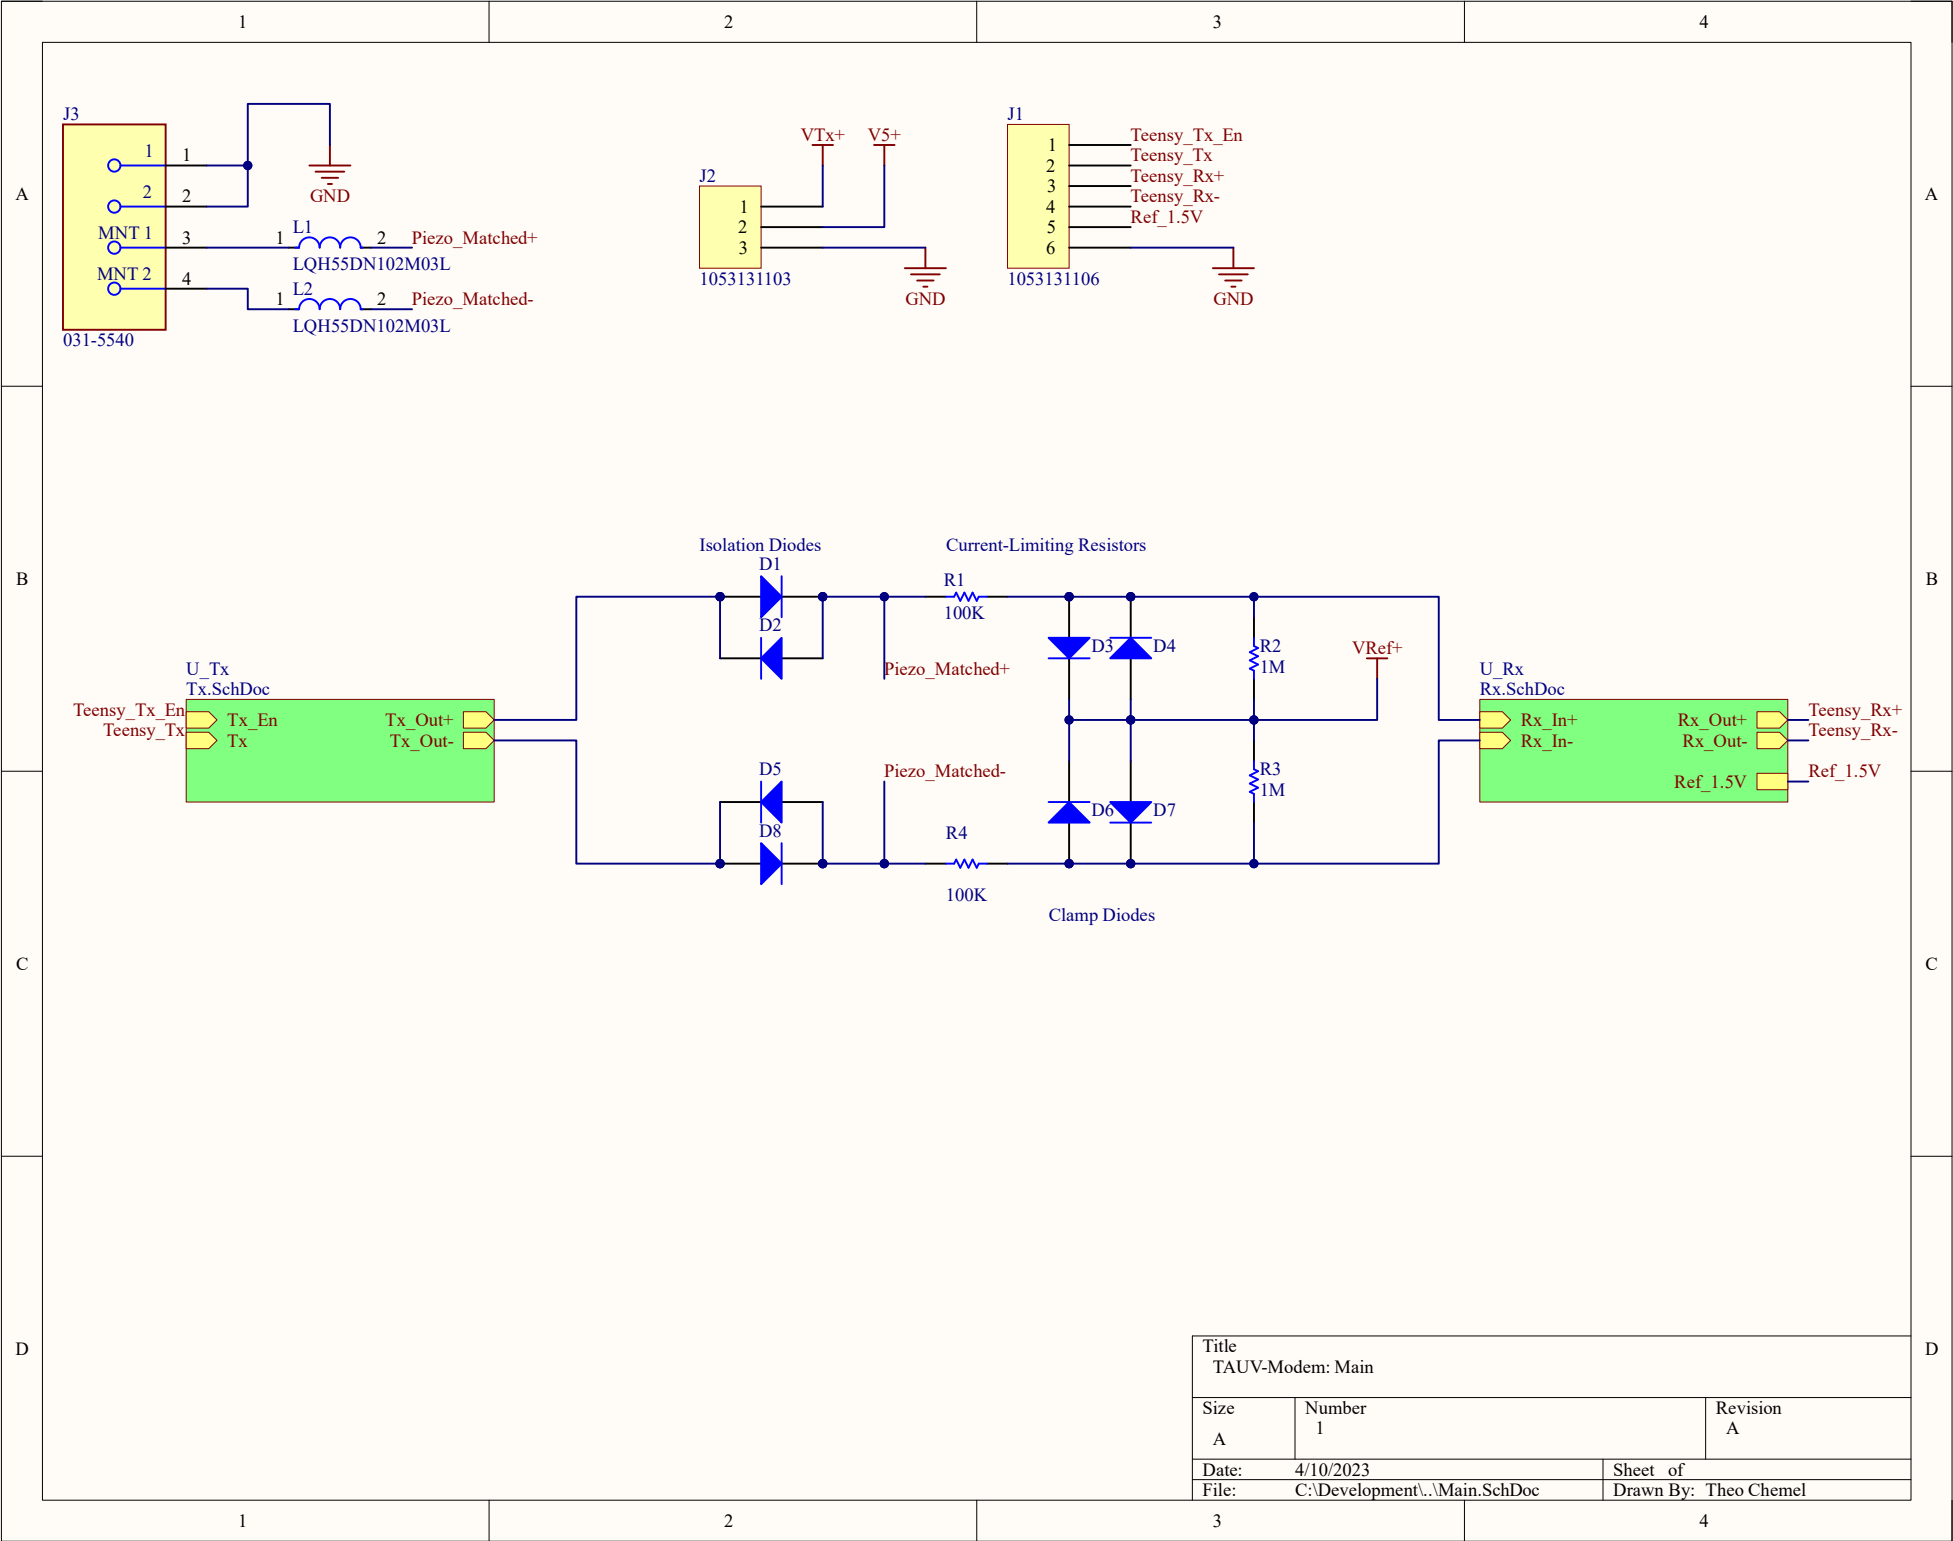 1 2 3 4
A A
B B
C C
D D
J3
1 1
2 2
MNT 1 3
MNT 2 4
031-5540
GND
L1
1 2 Piezo_Matched+
LQH55DN102M03L
L2
1 2 Piezo_Matched-
LQH55DN102M03L
VTx+ V5+
J2
1
2
3
1053131103
GND
J1
1 Teensy_Tx_En
2 Teensy_Tx
3 Teensy_Rx+
4 Teensy_Rx-
5 Ref_1.5V
6
1053131106
GND
Isolation Diodes
D1
D2
Current-Limiting Resistors
R1
100K
Piezo_Matched+
D3 D4
R2
1M
VRef+
U_Tx
Tx.SchDoc
Teensy_Tx_En Tx_En Tx_Out+
Teensy_Tx Tx Tx_Out-
U_Rx
Rx.SchDoc
Rx_In+ Rx_Out+ Teensy_Rx+
Rx_In- Rx_Out- Teensy_Rx-
Ref_1.5V Ref_1.5V
D5
D8
Piezo_Matched-
R4
100K
D6 D7
R3
1M
Clamp Diodes
Title
TAUV-Modem: Main
Size Number Revision
A 1 A
Date: 4/10/2023 Sheet of
File: C:\Development\..\Main.SchDoc Drawn By: Theo Chemel
1 2 3 4